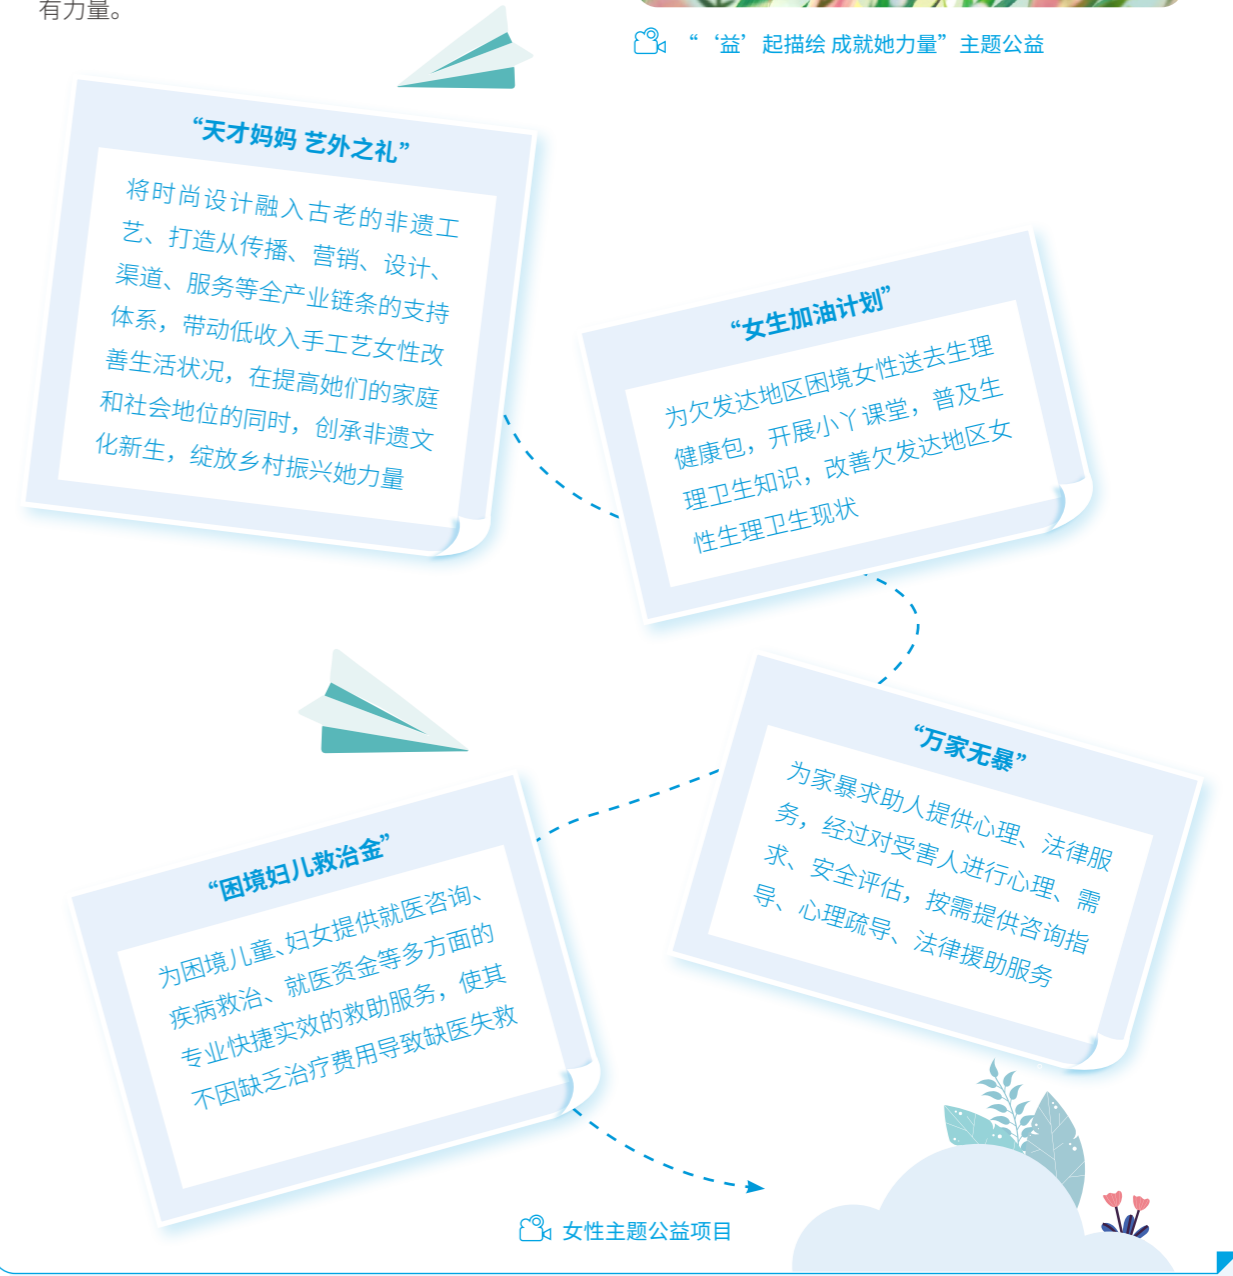 有力量。
“‘益’起描绘 成就她力量”主题公益
“天才妈妈 艺外之礼”
将时尚设计融入古老的非遗工
艺、打造从传播、营销、设计、
渠道、服务等全产业链条的支持
体系，带动低收入手工艺女性改
善生活状况，在提高她们的家庭
和社会地位的同时，创承非遗文
化新生，绽放乡村振兴她力量
“女生加油计划”
为欠发达地区困境女性送去生理
健康包，开展小丫课堂，普及生
理卫生知识，改善欠发达地区女
性生理卫生现状
“万家无暴”
为家暴求助人提供心理、法律服
务，经过对受害人进行心理、需
求、安全评估，按需提供咨询指
导、心理疏导、法律援助服务
“困境妇儿救治金”
为困境儿童、妇女提供就医咨询、
疾病救治、就医资金等多方面的
专业快捷实效的救助服务，使其
不因缺乏治疗费用导致缺医失救
女性主题公益项目